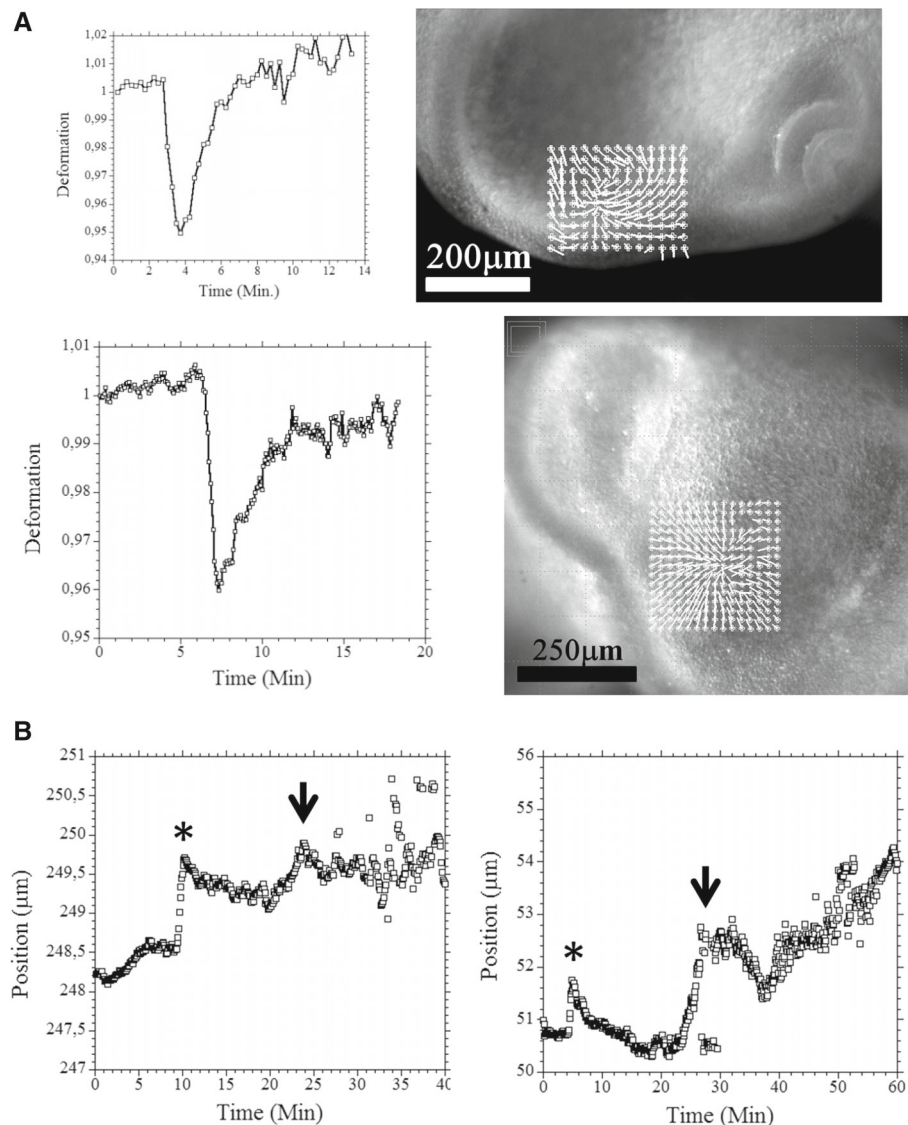 A
1,02
1,01
1
0,99
0,98
0,97
0,96
0,95
0,94
Deformation
0 2 4 6 8 10 12 14
Time (Min.)
200μm
1,01
1
0,99
0,98
0,97
0,96
0,95
Deformation
0 5 10 15 20
Time (Min)
250μm
B
251
250,5
250
249,5
249
248,5
248
247,5
247
Position (μm)
*
0 5 10 15 20 25 30 35 40
Time (Min)
56
55
54
53
52
51
50
Position (μm)
*
0 10 20 30 40 50 60
Time (Min)